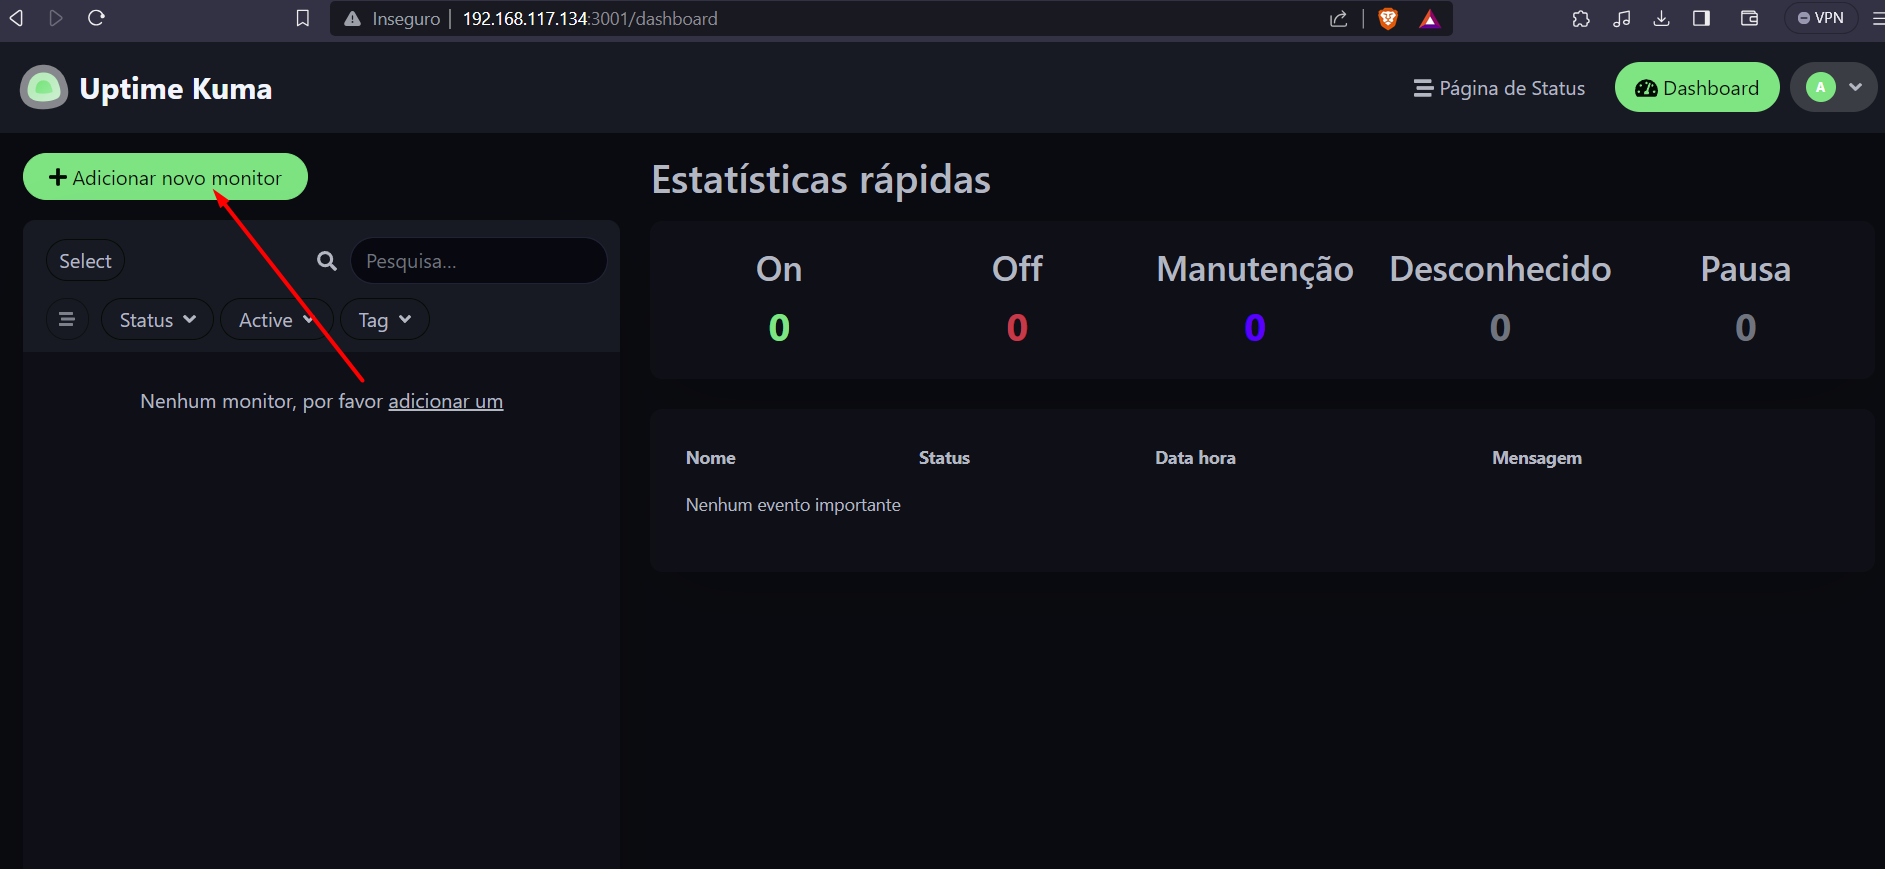 Inseguro | 192.168.117.134:3001/dashboard
VPN
Uptime Kuma
Página de Status
Dashboard
A
Adicionar novo monitor
Estatísticas rápidas
Select
Pesquisa...
Status
Active
Tag
On
Off
Manutenção
Desconhecido
Pausa
0
0
0
0
0
Nenhum monitor, por favor adicionar um
Nome
Status
Data hora
Mensagem
Nenhum evento importante